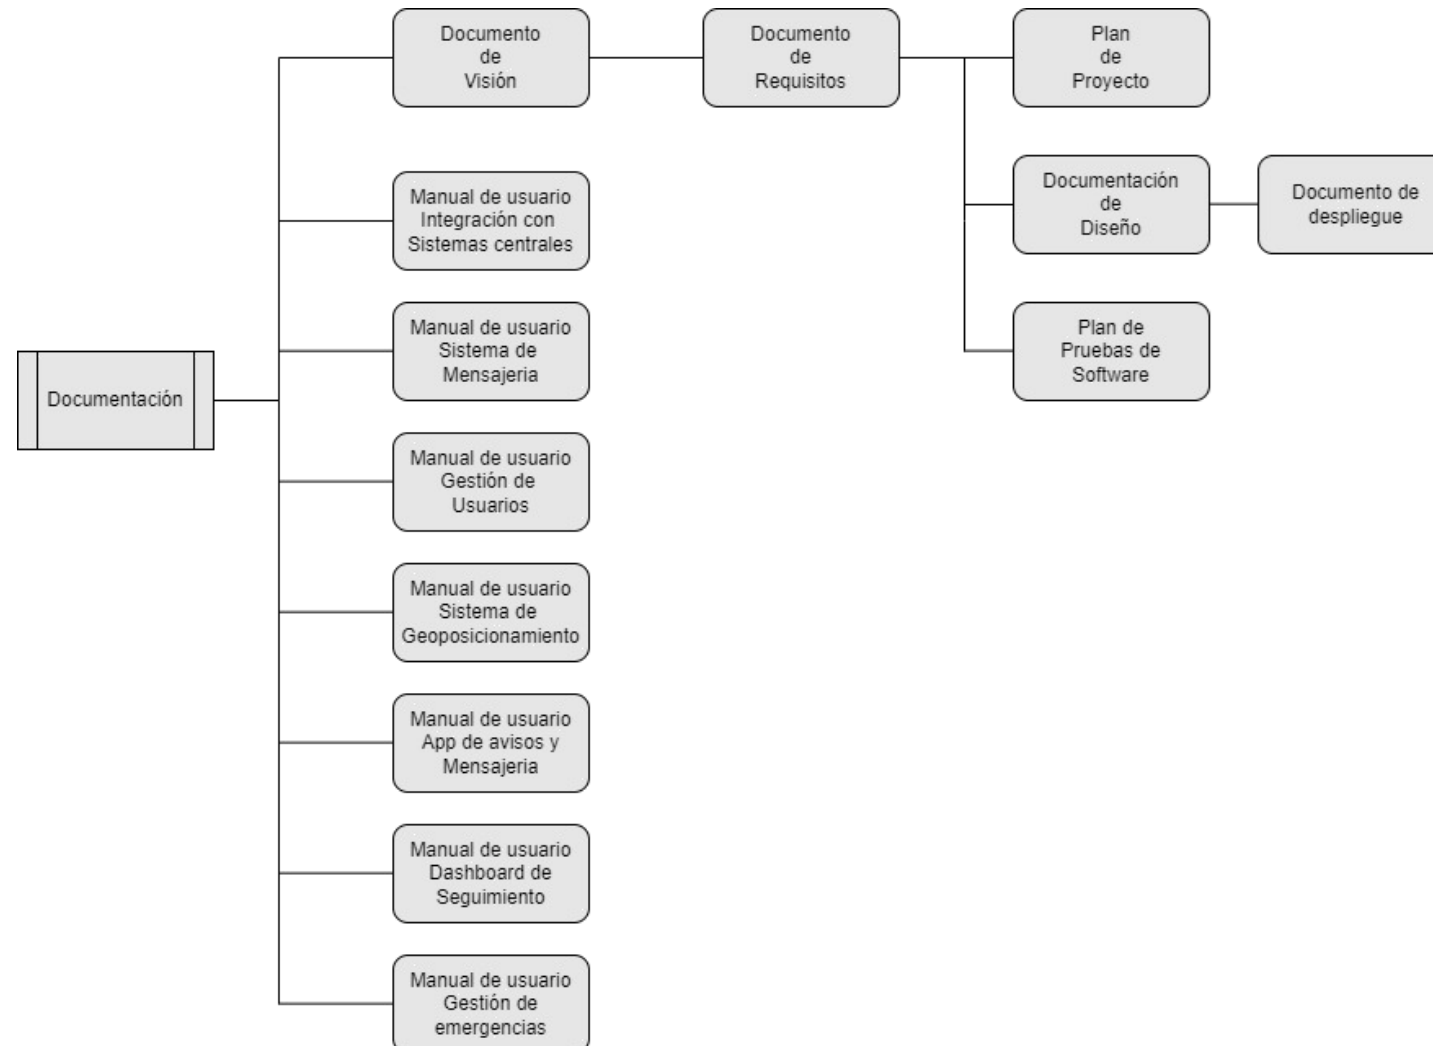 Documento
de
Visión
Documento
de
Requisitos
Plan
de
Proyecto
Manual de usuario
Integración con
Sistemas centrales
Documentación
de
Diseño
Documento de
despliegue
Manual de usuario
Sistema de
Mensajeria
Plan de
Pruebas de
Software
Documentación
Manual de usuario
Gestión de
Usuarios
Manual de usuario
Sistema de
Geoposicionamiento
Manual de usuario
App de avisos y
Mensajeria
Manual de usuario
Dashboard de
Seguimiento
Manual de usuario
Gestión de
emergencias